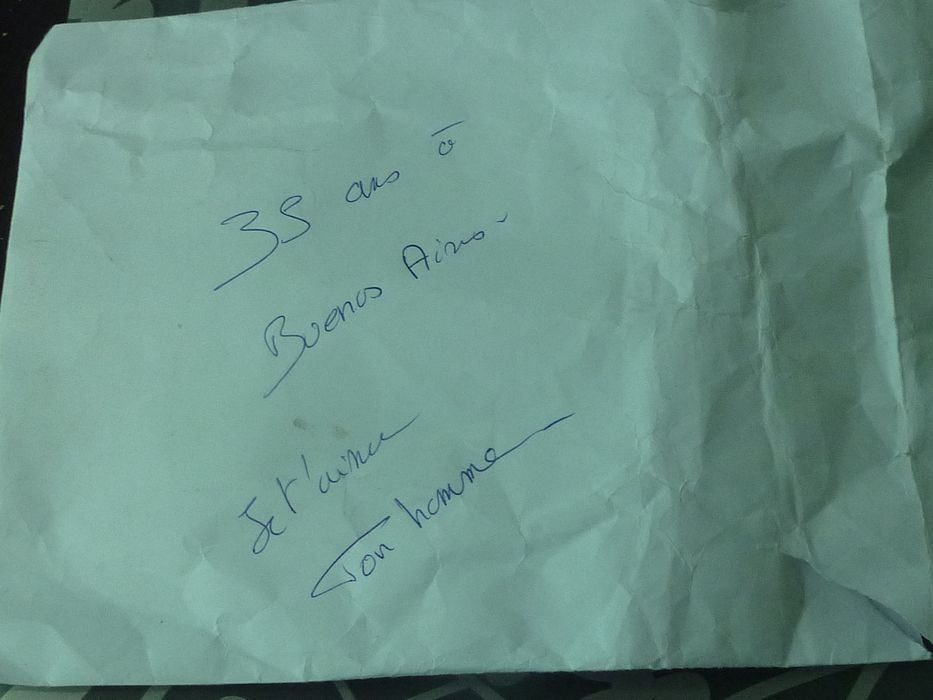 35 ans à
Buenos Aires
Je t'aime
Ton homme